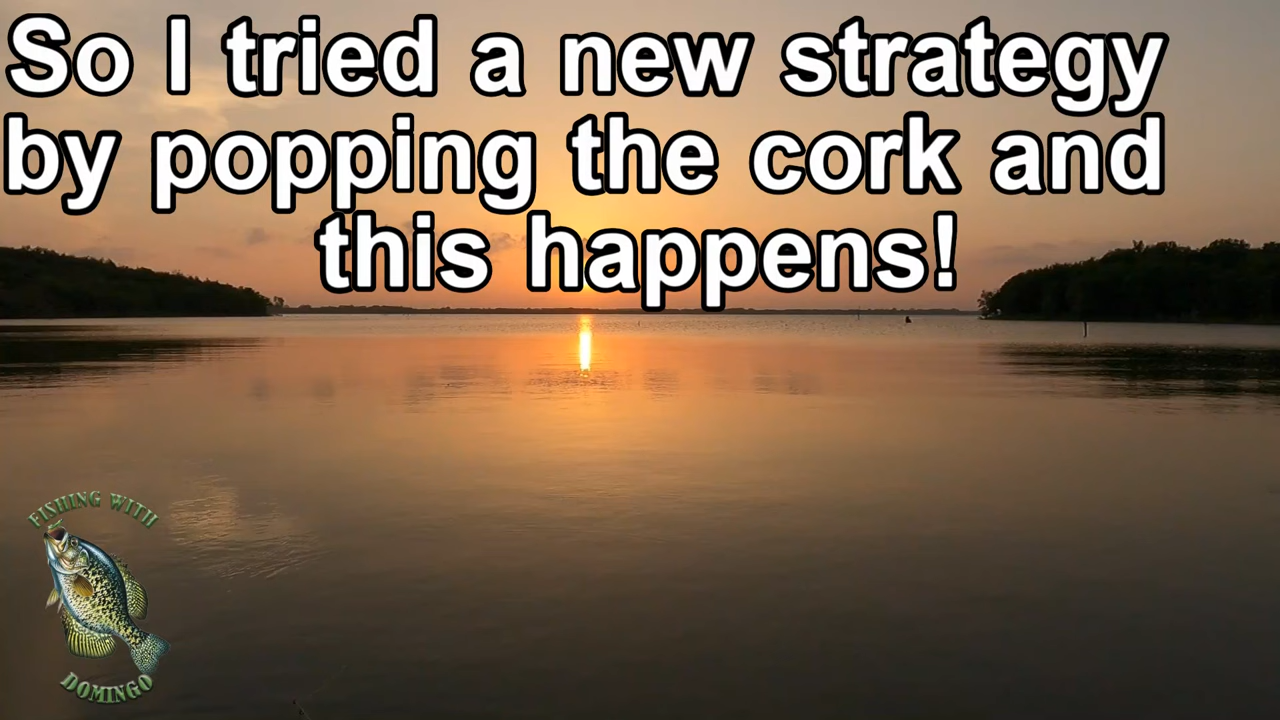 So I tried a new strategy
by popping the cork and
this happens!
FISHING WITH
DOMINGO